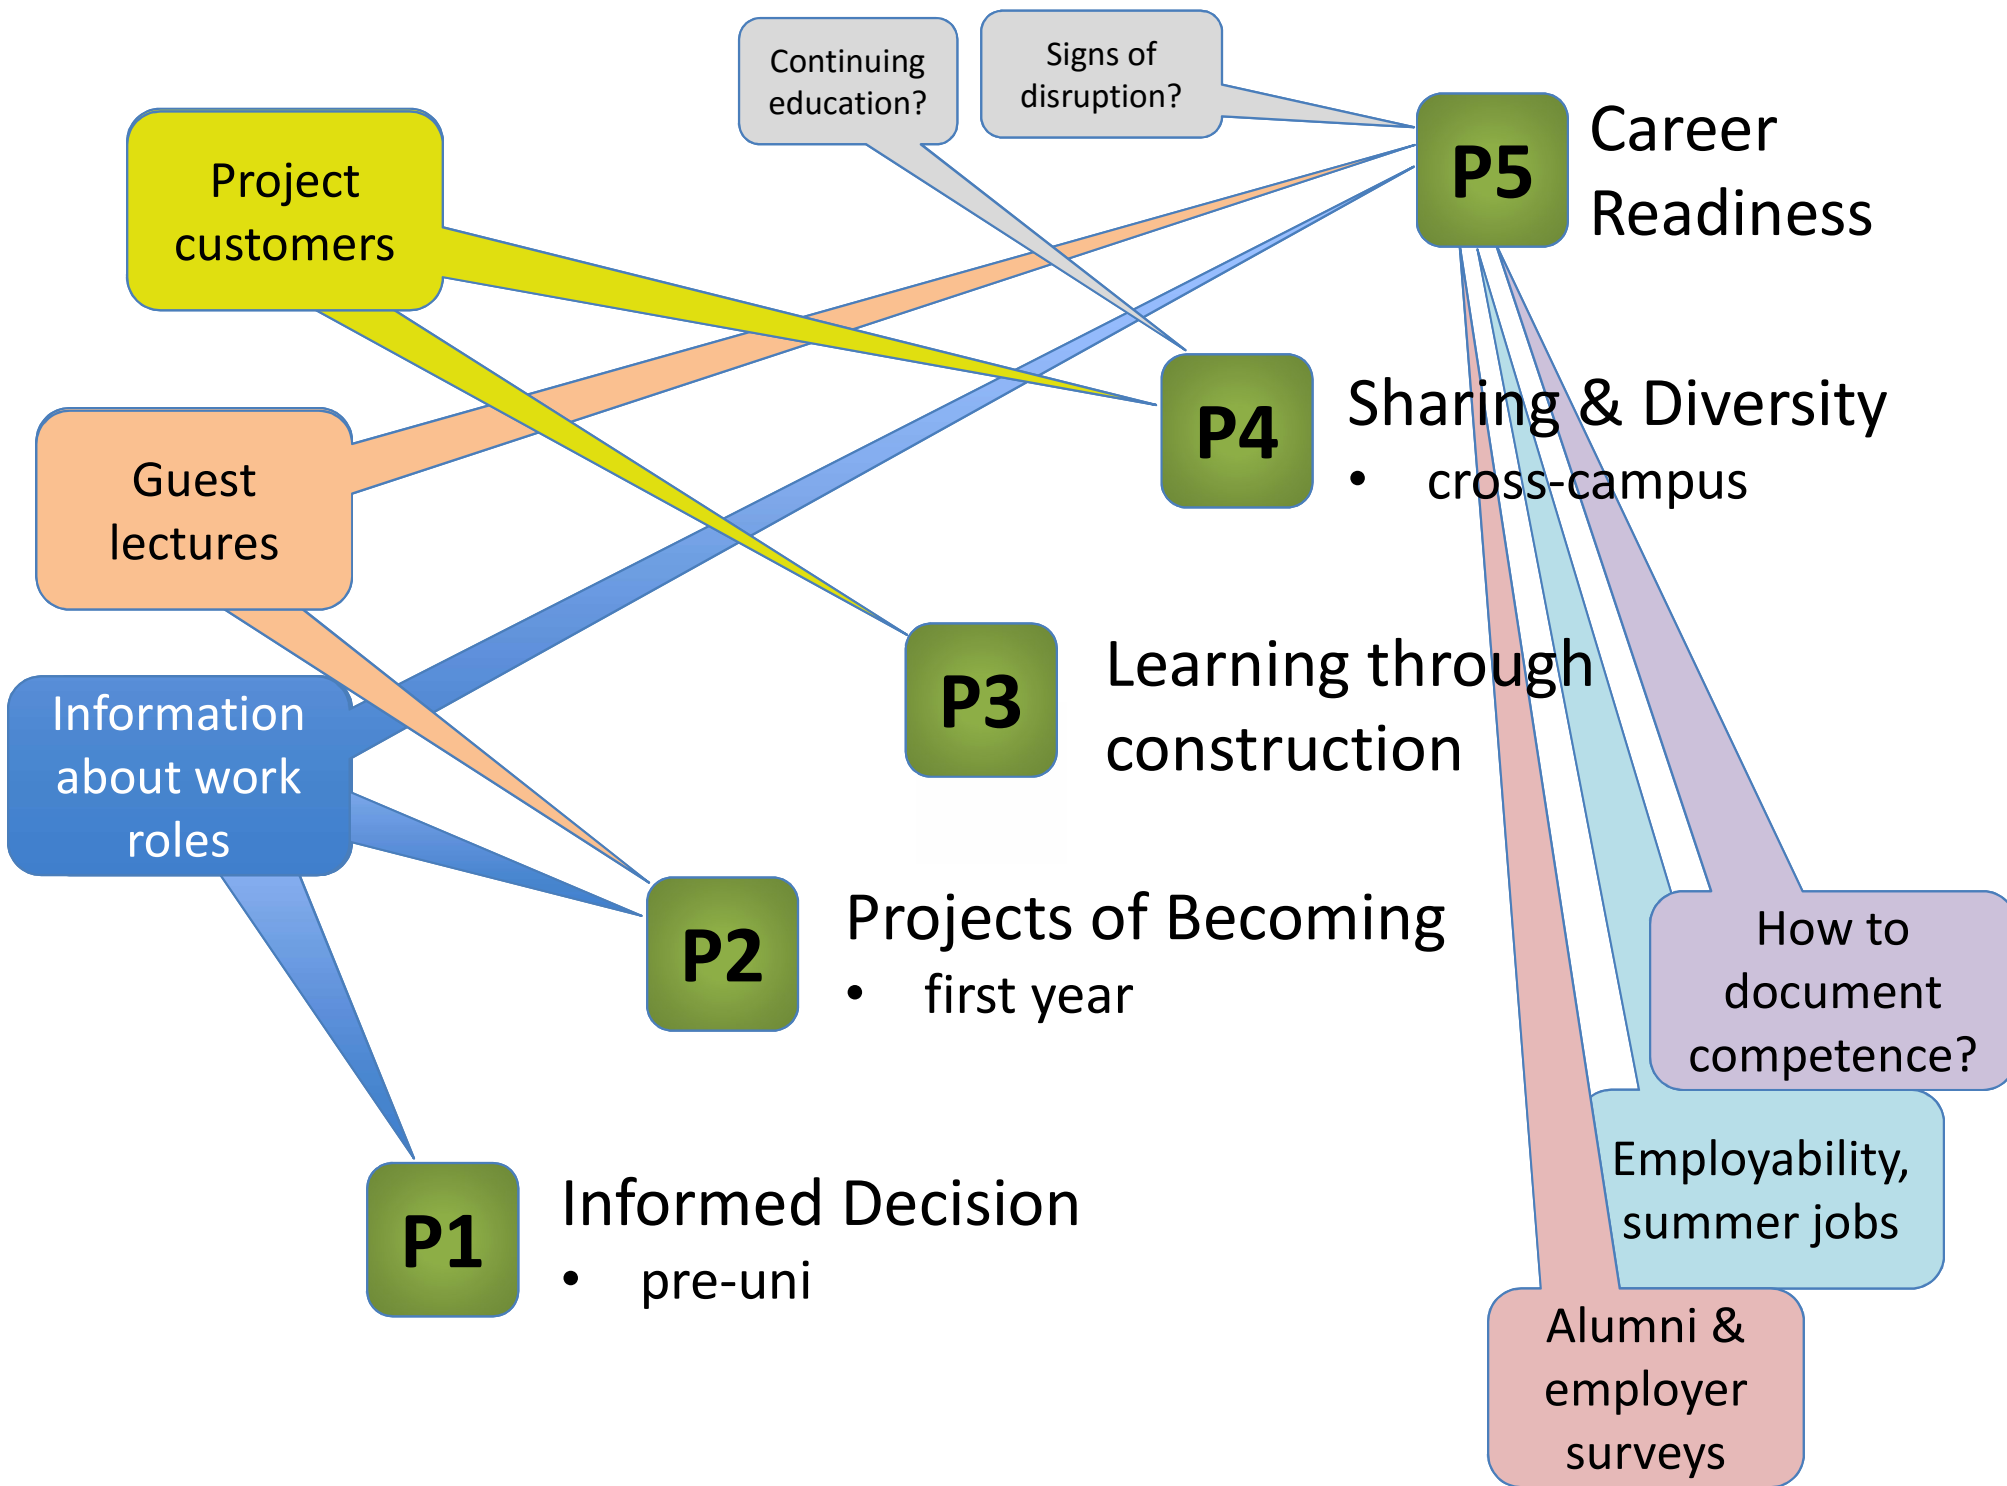 Continuing
education?
Signs of
disruption?
Project
customers
P5
Career
Readiness
Guest
lectures
P4
Sharing & Diversity
• cross-campus
Information
about work
roles
P3
Learning through
construction
P2
Projects of Becoming
• first year
How to
document
competence?
P1
Informed Decision
• pre-uni
Employability,
summer jobs
Alumni &
employer
surveys